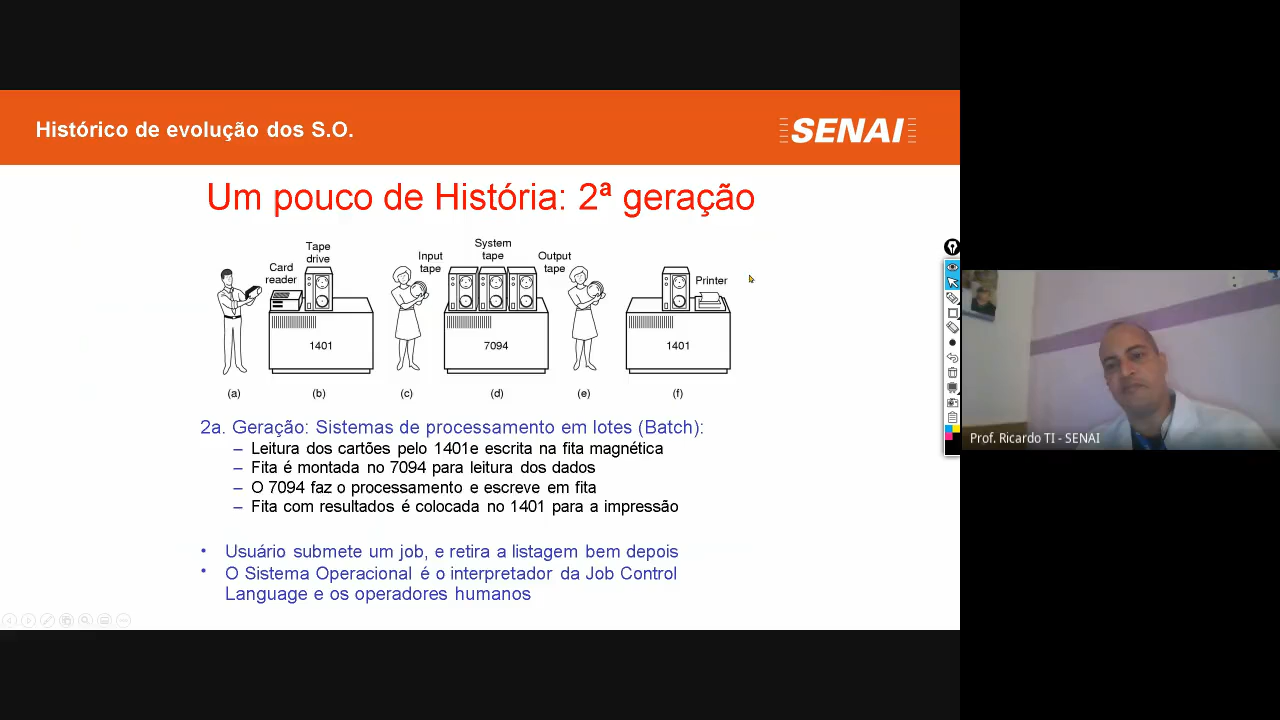 Histórico de evolução dos S.O.
SENAI
Um pouco de História: 2ª geração
Card reader
Tape drive
Input tape
System tape
Output tape
Printer
1401
7094
1401
(a)
(b)
(c)
(d)
(e)
(f)
2a. Geração: Sistemas de processamento em lotes (Batch):
– Leitura dos cartões pelo 1401e escrita na fita magnética
– Fita é montada no 7094 para leitura dos dados
– O 7094 faz o processamento e escreve em fita
– Fita com resultados é colocada no 1401 para a impressão
• Usuário submete um job, e retira a listagem bem depois
• O Sistema Operacional é o interpretador da Job Control
Language e os operadores humanos
Prof. Ricardo TI - SENAI